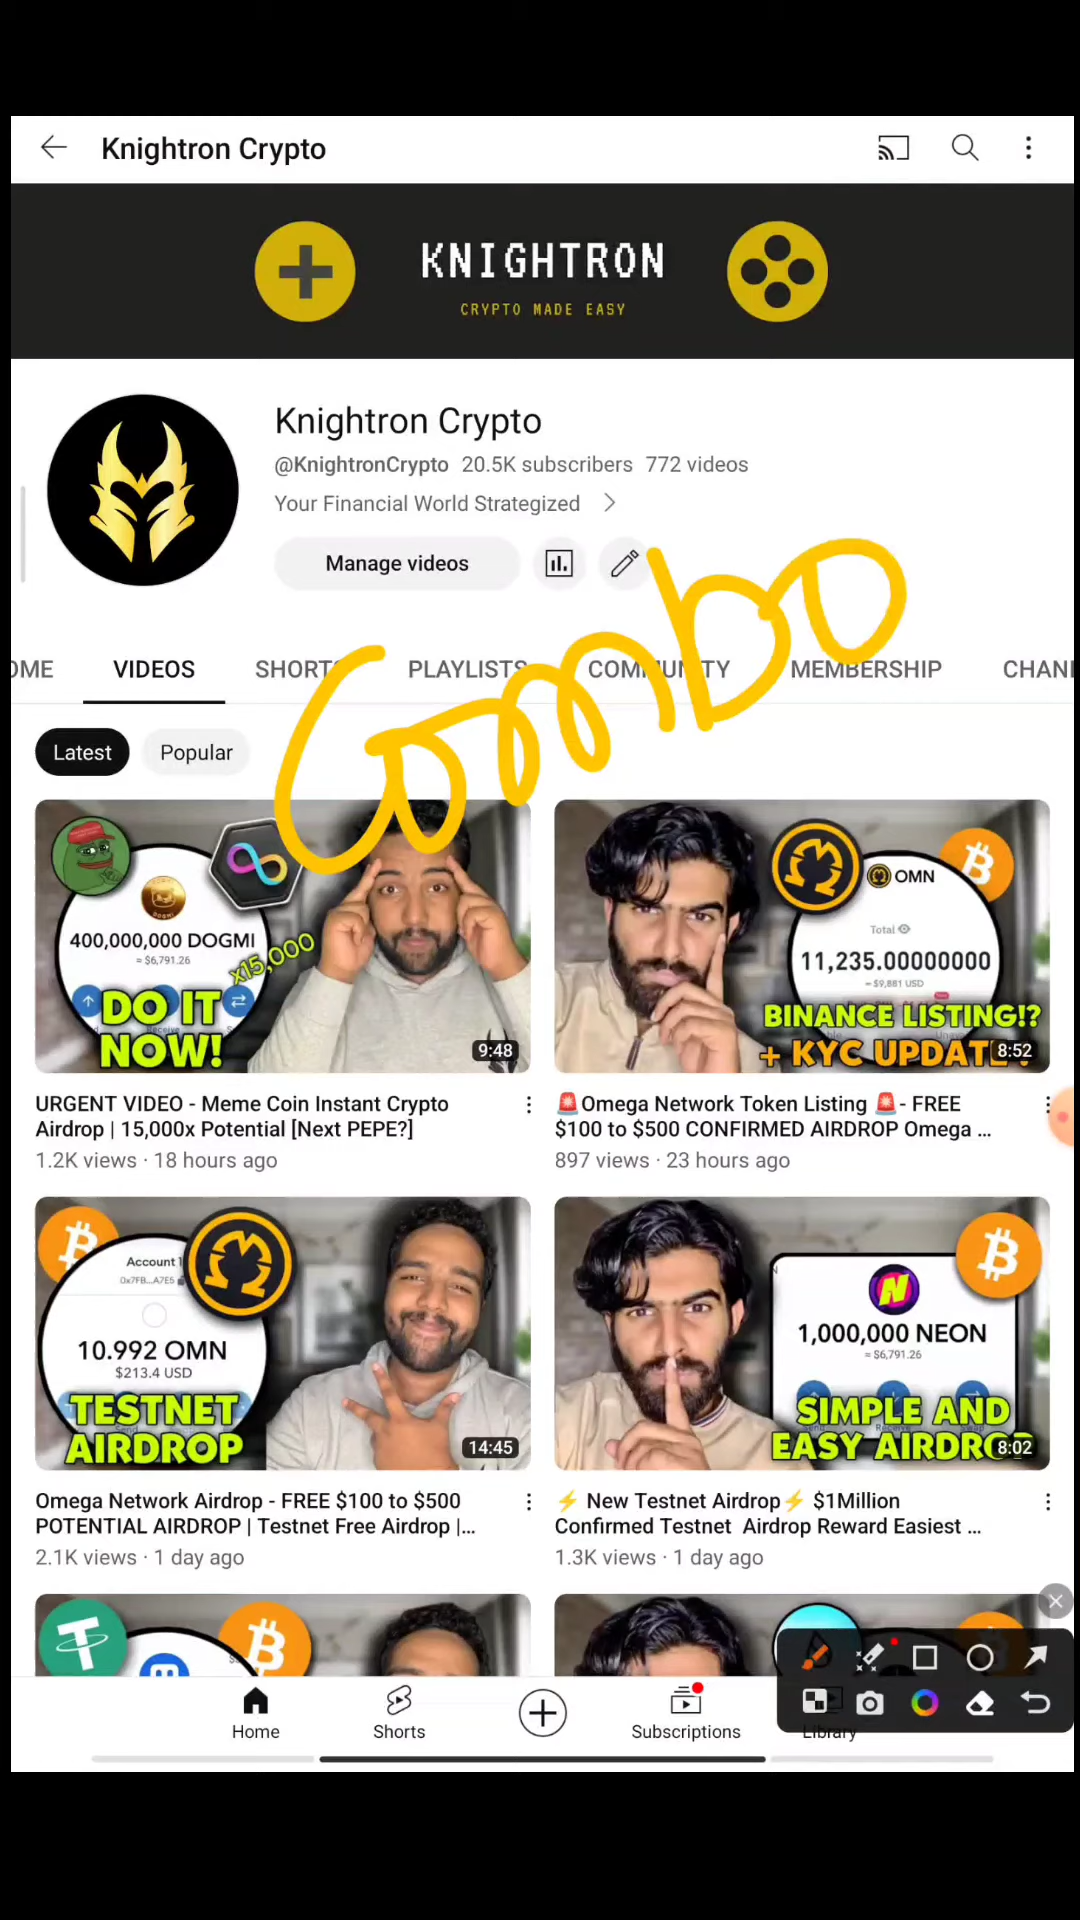 Knightron Crypto
KNIGHTRON
CRYPTO MADE EASY
Knightron Crypto
@KnightronCrypto 20.5K subscribers 772 videos
Your Financial World Strategized
Manage videos
Combo
OME VIDEOS SHORTS PLAYLISTS COMMUNITY MEMBERSHIP CHAN
Latest Popular
400,000,000 DOGMI
≈ $6,791.26
x15,000
DO IT
NOW!
9:48
OMN
Total
11,235.00000000
≈ $9,881 USD
BINANCE LISTING!?
+ KYC UPDAT
8:52
URGENT VIDEO - Meme Coin Instant Crypto
Airdrop | 15,000x Potential [Next PEPE?]
1.2K views · 18 hours ago
🚨Omega Network Token Listing 🚨- FREE
$100 to $500 CONFIRMED AIRDROP Omega ...
897 views · 23 hours ago
Account 1
0x7FB...A7E5
10.992 OMN
$213.4 USD
TESTNET
AIRDROP
14:45
1,000,000 NEON
≈ $6,791.26
SIMPLE AND
EASY AIRDRO
8:02
Omega Network Airdrop - FREE $100 to $500
POTENTIAL AIRDROP | Testnet Free Airdrop |...
2.1K views · 1 day ago
⚡ New Testnet Airdrop⚡ $1Million
Confirmed Testnet Airdrop Reward Easiest ...
1.3K views · 1 day ago
Home Shorts Subscriptions Library